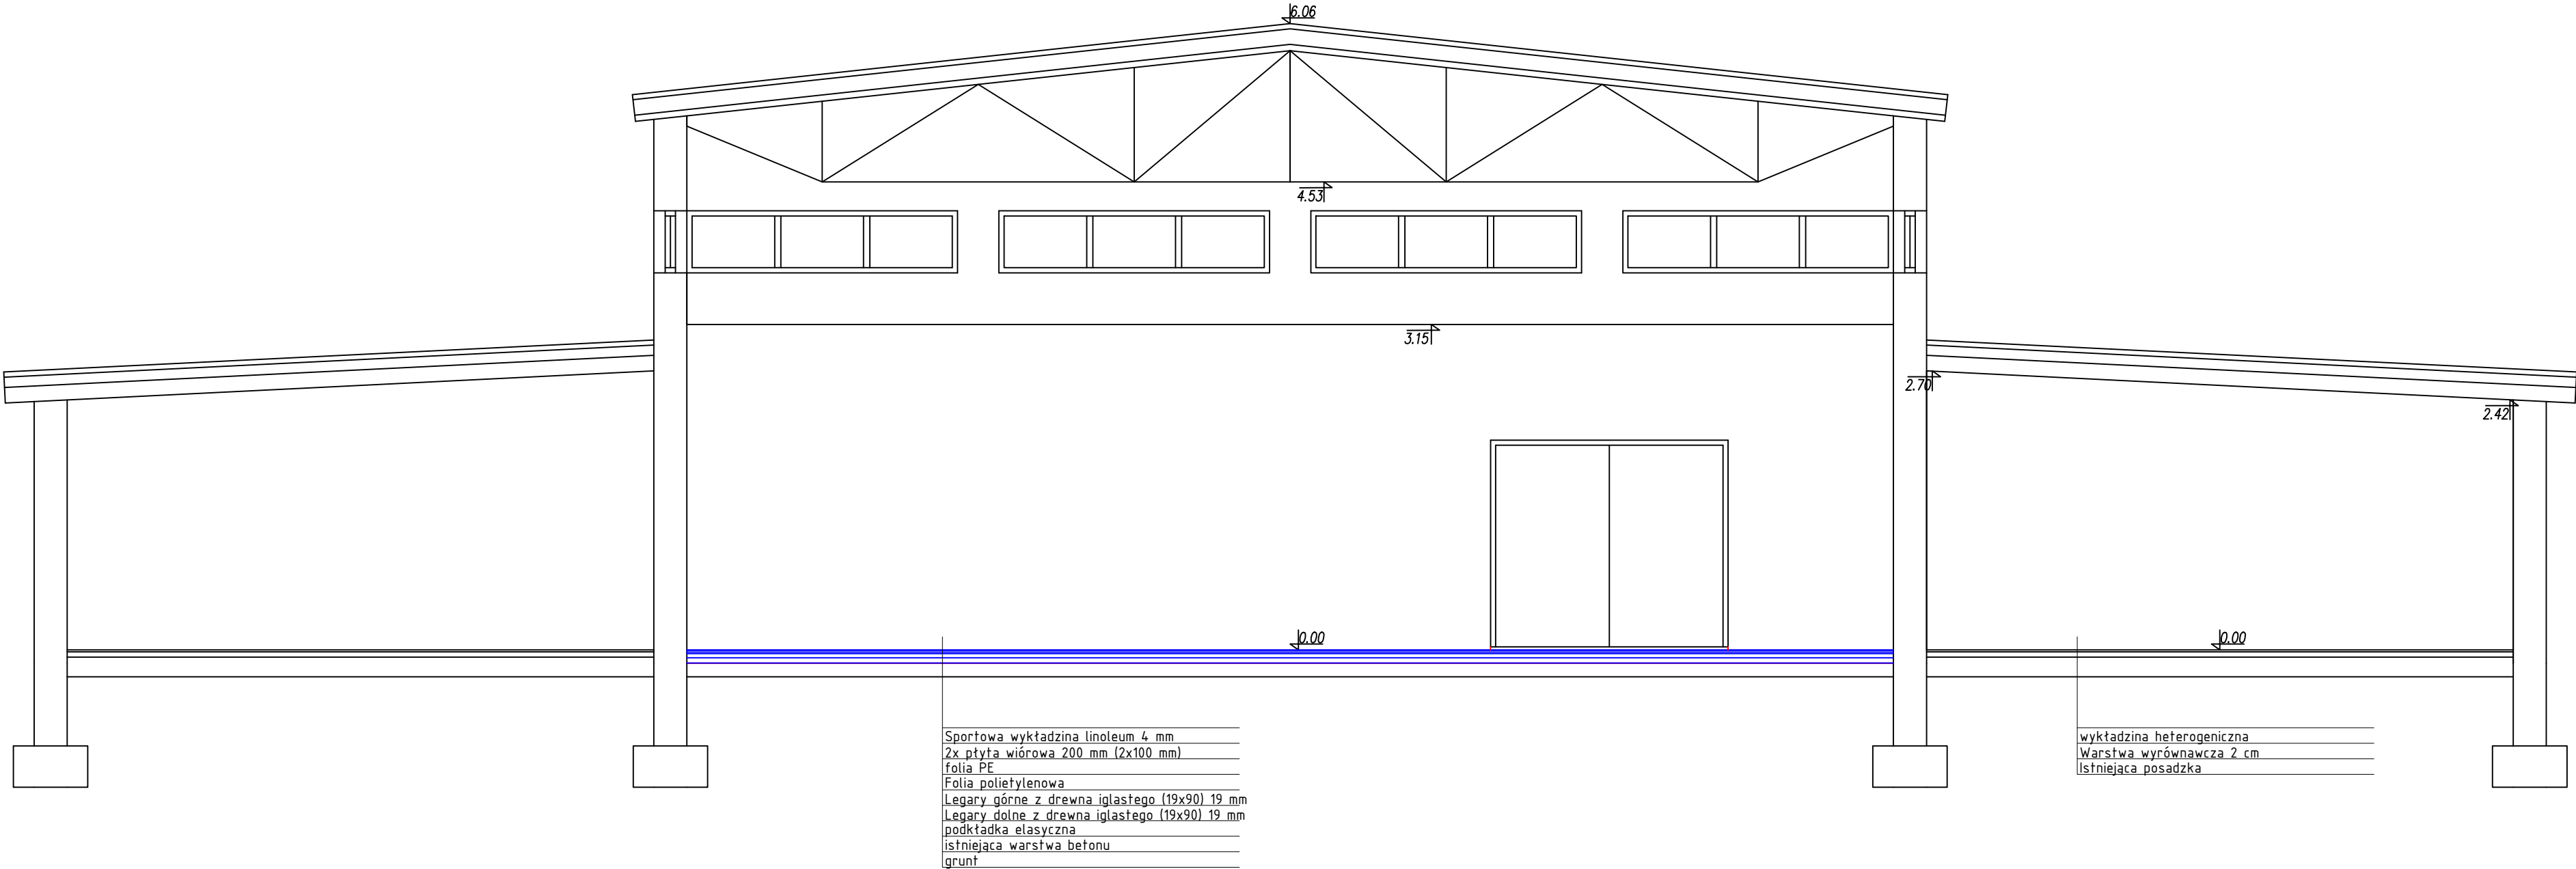 6.06
4.53
3.15
2.70
2.42
0.00
0.00
Sportowa wykładzina linoleum 4 mm
2x płyta wiórowa 200 mm (2x100 mm)
folia PE
Folia polietylenowa
Legary górne z drewna iglastego (19x90) 19 mm
Legary dolne z drewna iglastego (19x90) 19 mm
podkładka elasyczna
istniejąca warstwa betonu
grunt
wykładzina heterogeniczna
Warstwa wyrównawcza 2 cm
Istniejąca posadzka